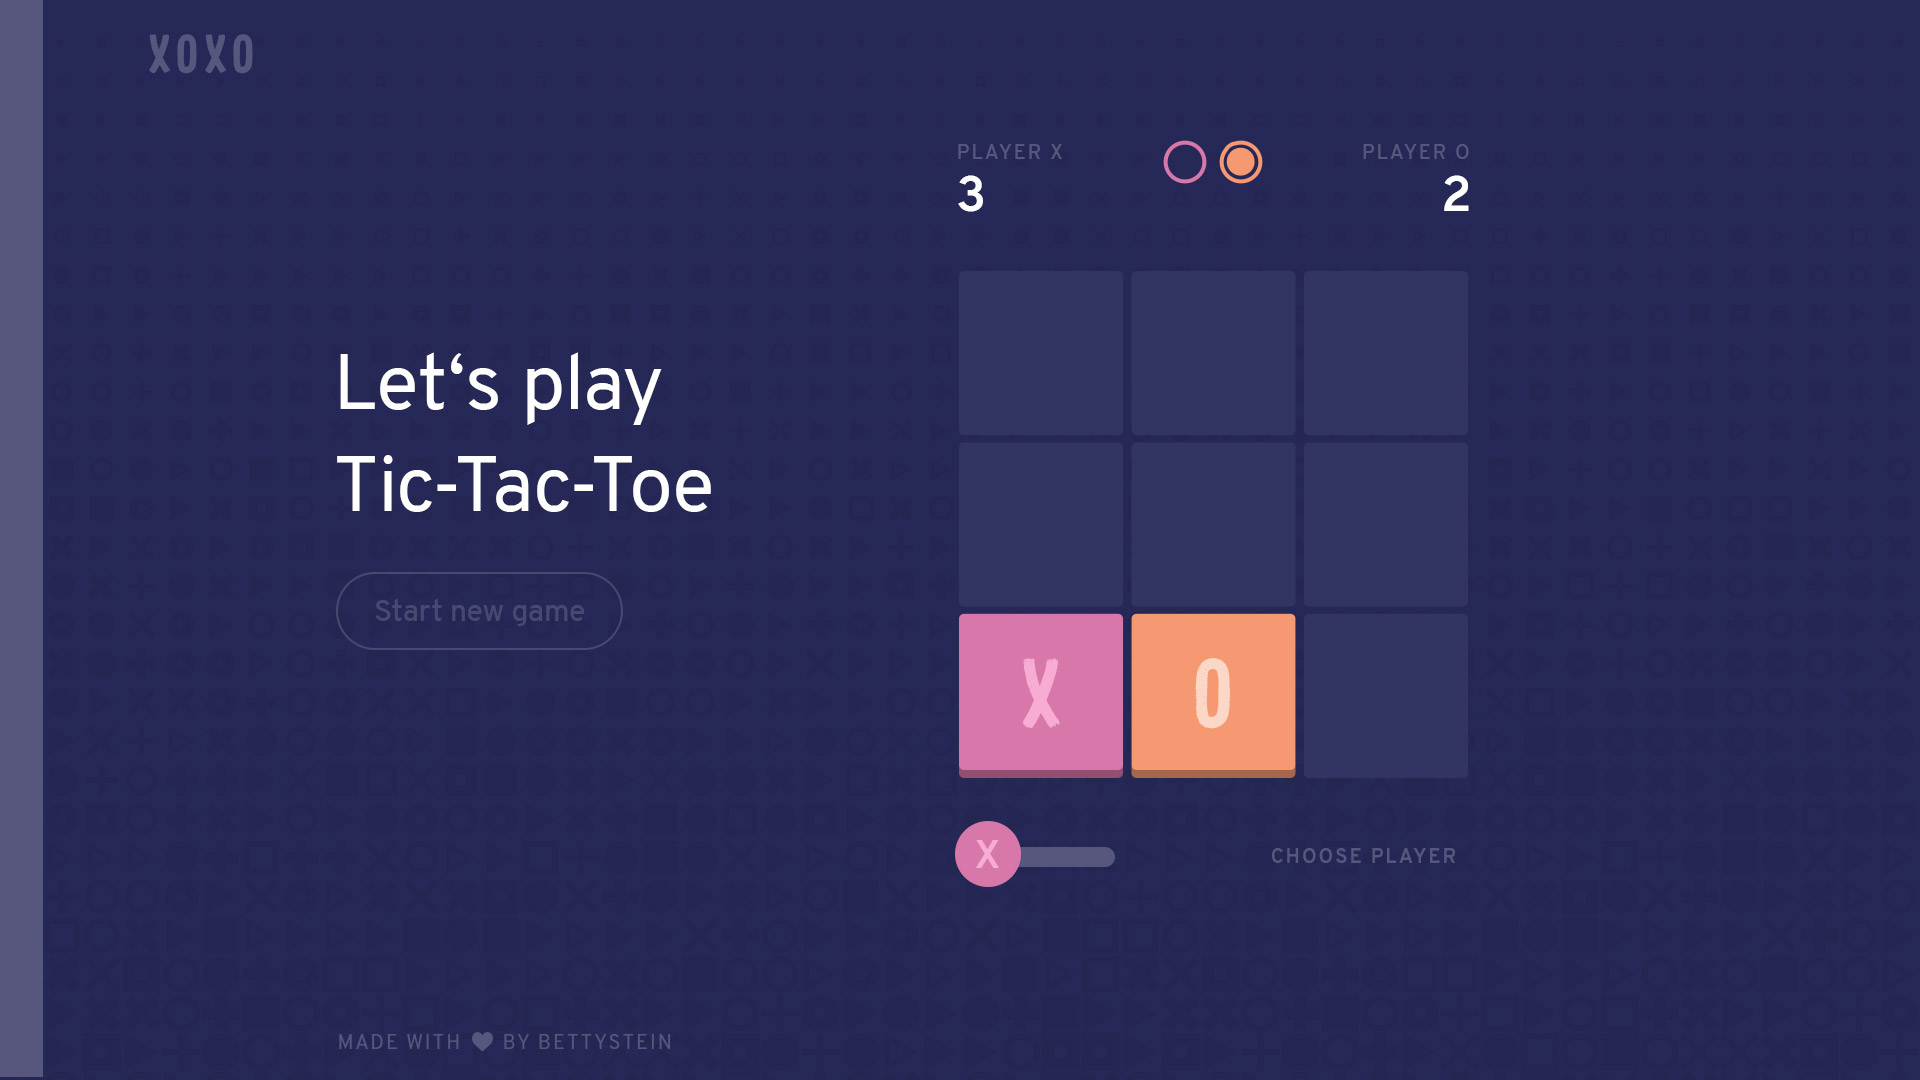 XOXO
PLAYER X
PLAYER O
3
2
Let‘s play
Tic-Tac-Toe
Start new game
X
O
X
CHOOSE PLAYER
MADE WITH ♥ BY BETTYSTEIN